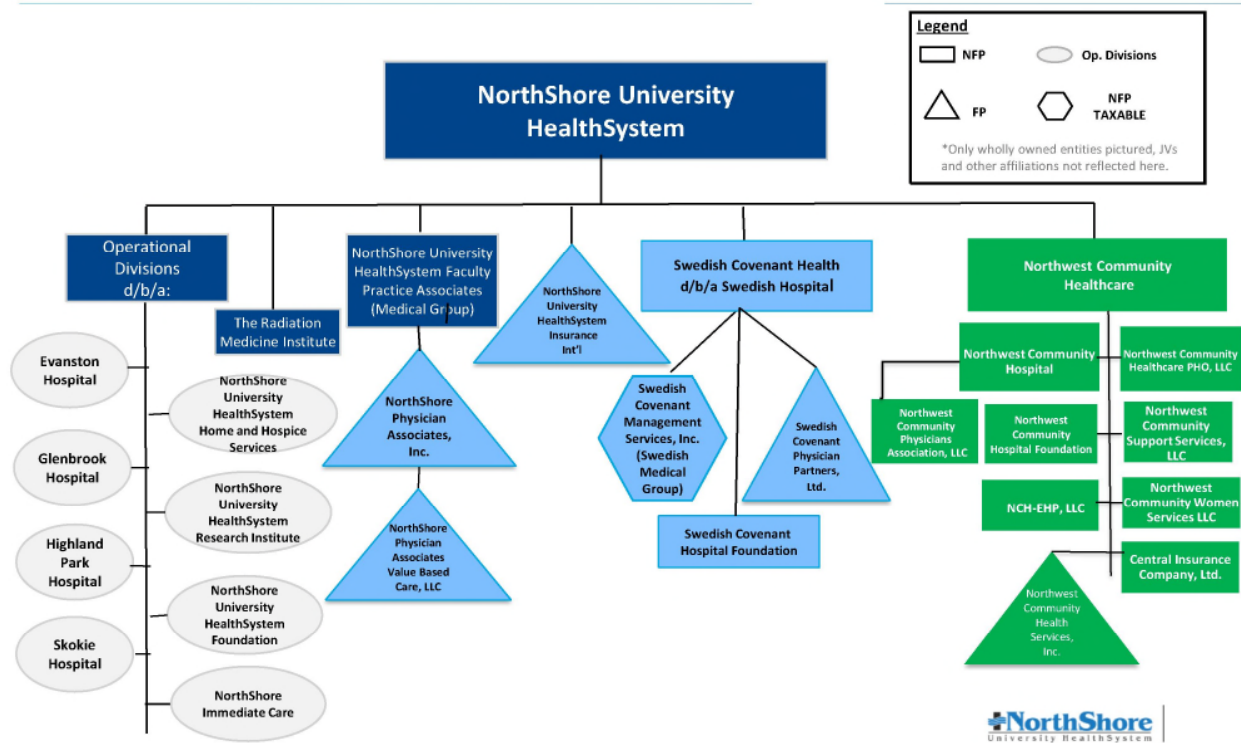 Legend
NFP
Op. Divisions
FP
NFP
TAXABLE
*Only wholly owned entities pictured, JVs
and other affiliations not reflected here.
NorthShore University
HealthSystem
Operational
Divisions
d/b/a:
The Radiation
Medicine Institute
NorthShore University
HealthSystem Faculty
Practice Associates
(Medical Group)
NorthShore
University
HealthSystem
Insurance
Int'l
Swedish Covenant Health
d/b/a Swedish Hospital
Northwest Community
Healthcare
Evanston
Hospital
NorthShore
University
HealthSystem
Home and Hospice
Services
Glenbrook
Hospital
NorthShore
University
HealthSystem
Research Institute
Highland
Park
Hospital
NorthShore
University
HealthSystem
Foundation
Skokie
Hospital
NorthShore
Immediate Care
NorthShore
Physician
Associates,
Inc.
NorthShore
Physician
Associates
Value Based
Care, LLC
Swedish
Covenant
Management
Services, Inc.
(Swedish
Medical
Group)
Swedish
Covenant
Physician
Partners,
Ltd.
Swedish Covenant
Hospital Foundation
Northwest Community
Hospital
Northwest Community
Healthcare PHO, LLC
Northwest
Community
Physicians
Association, LLC
Northwest
Community
Hospital Foundation
Northwest
Community
Support Services,
LLC
NCH-EHP, LLC
Northwest
Community Women
Services LLC
Central Insurance
Company, Ltd.
Northwest
Community
Health
Services,
Inc.
NorthShore
University HealthSystem